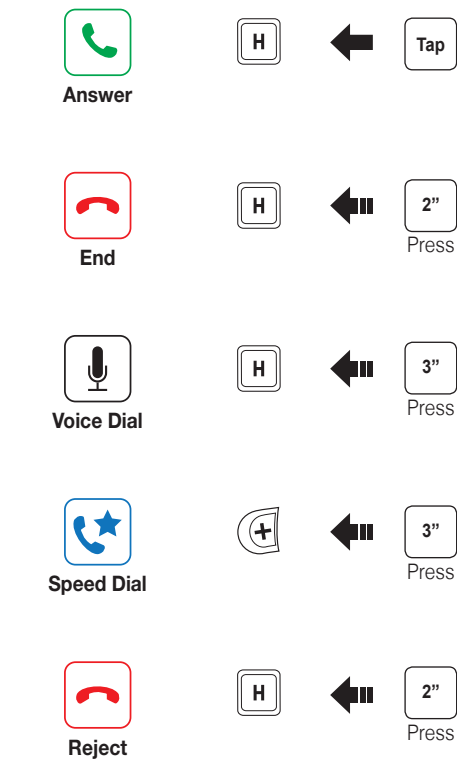 H Tap
Answer
H 2”
Press
End
H 3”
Press
Voice Dial
+ 3”
Press
Speed Dial
H 2”
Press
Reject